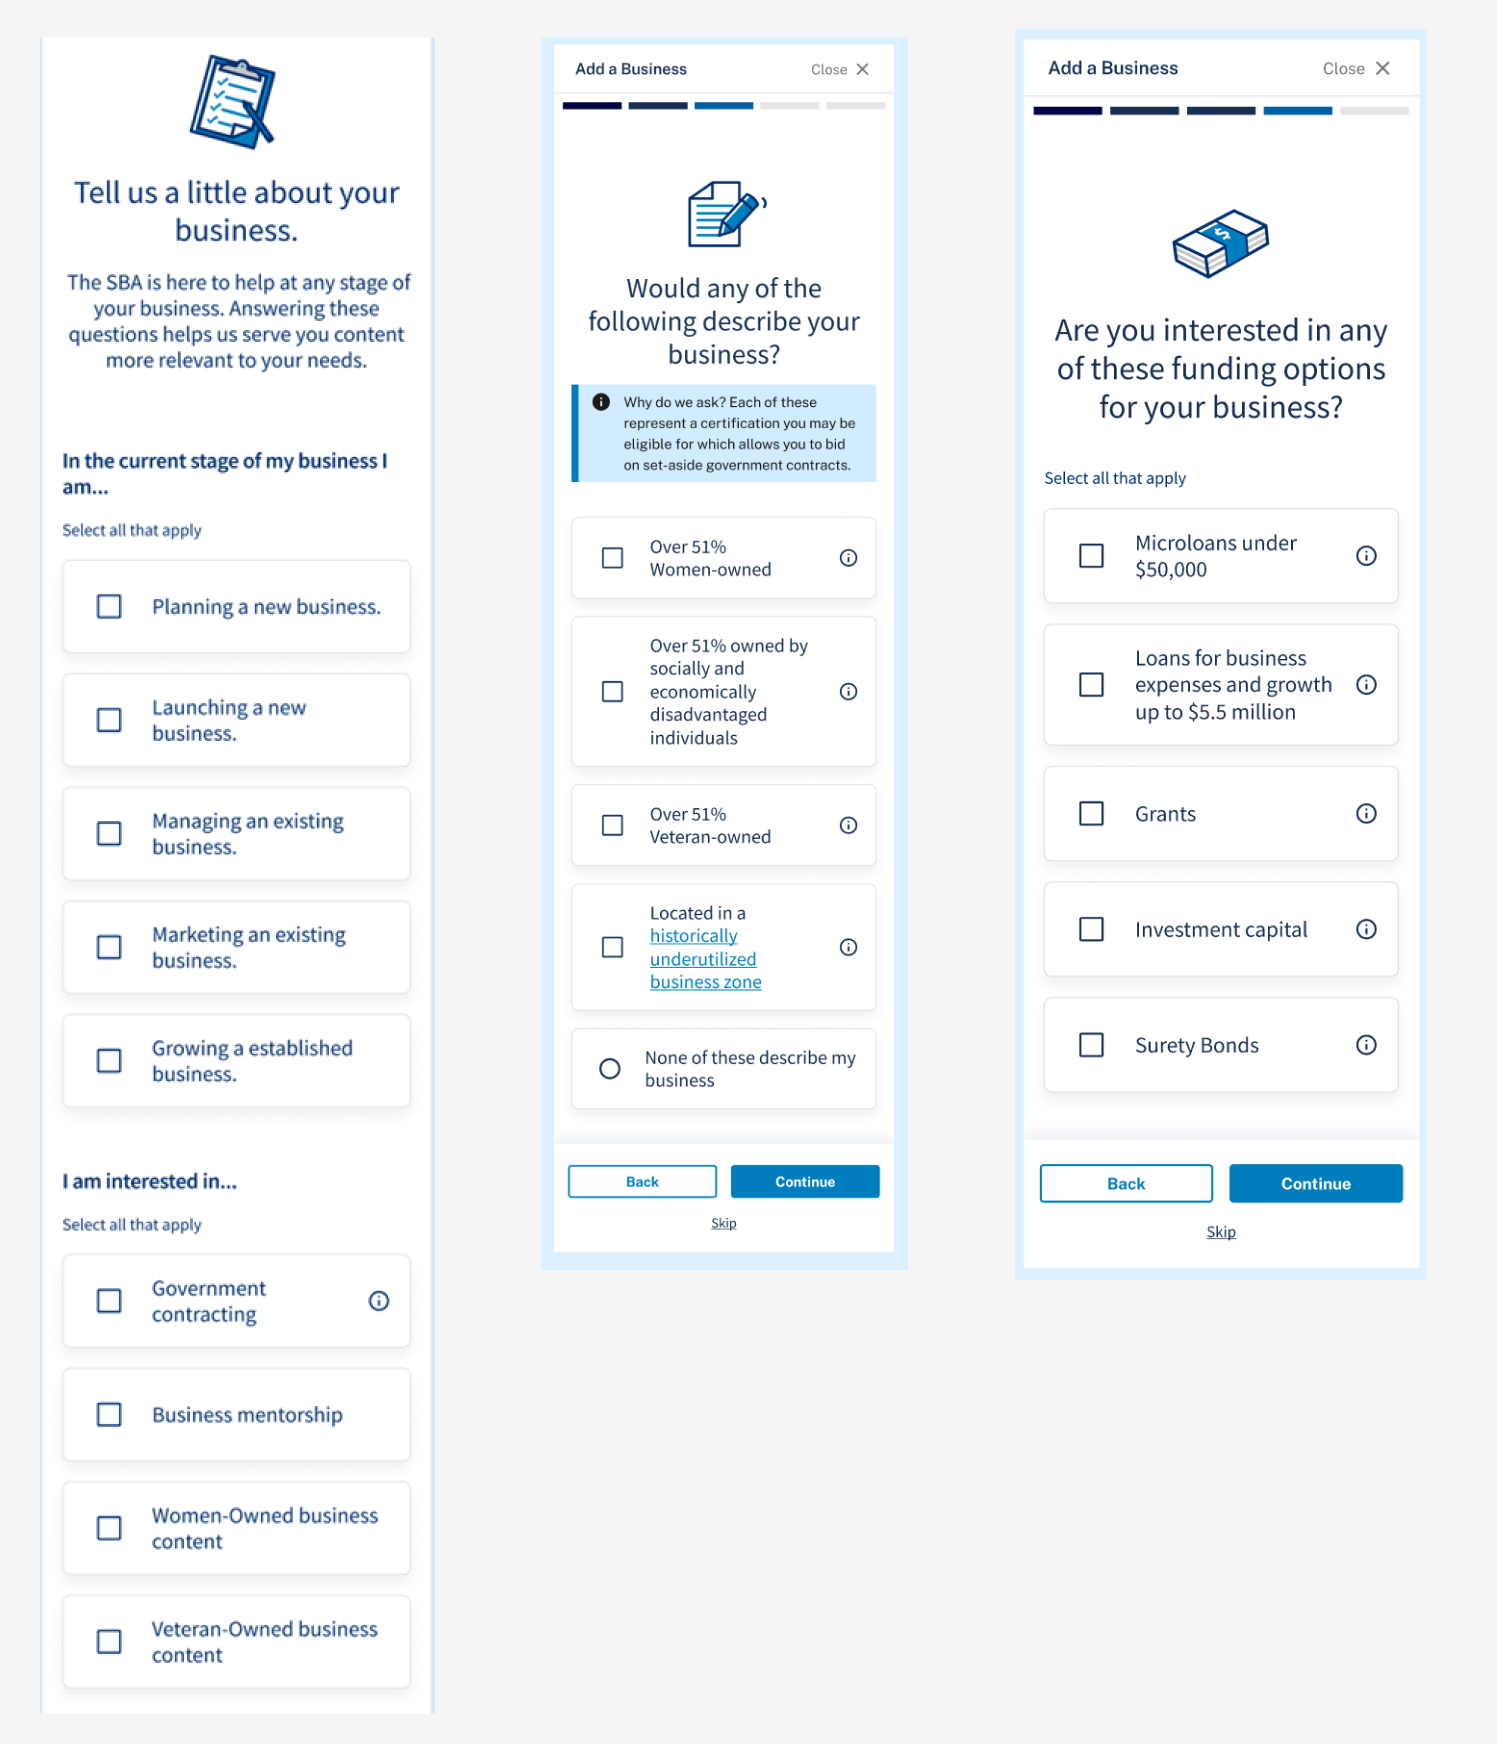 Tell us a little about your
business.
The SBA is here to help at any stage of
your business. Answering these
questions helps us serve you content
more relevant to your needs.
In the current stage of my business I
am...
Select all that apply
Planning a new business.
Launching a new
business.
Managing an existing
business.
Marketing an existing
business.
Growing a established
business.
I am interested in...
Select all that apply
Government
contracting
Business mentorship
Women-Owned business
content
Veteran-Owned business
content
Add a Business
Close
Would any of the
following describe your
business?
Why do we ask? Each of these
represent a certification you may be
eligible for which allows you to bid
on set-aside government contracts.
Over 51%
Women-owned
Over 51% owned by
socially and
economically
disadvantaged
individuals
Over 51%
Veteran-owned
Located in a
historically
underutilized
business zone
None of these describe my
business
Back
Continue
Skip
Add a Business
Close
$
Are you interested in any
of these funding options
for your business?
Select all that apply
Microloans under
$50,000
Loans for business
expenses and growth
up to $5.5 million
Grants
Investment capital
Surety Bonds
Back
Continue
Skip